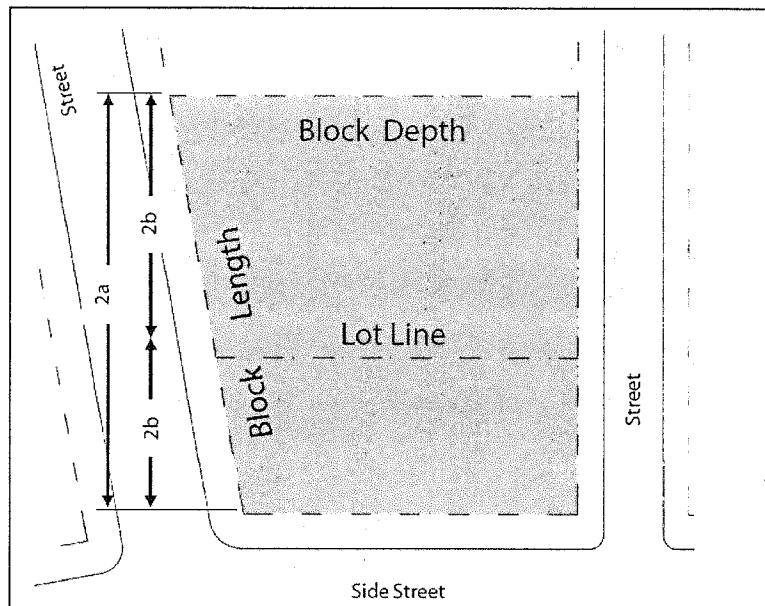 Street
Block Depth
2b
2a
Length
Lot Line
Block
2b
Street
Side Street